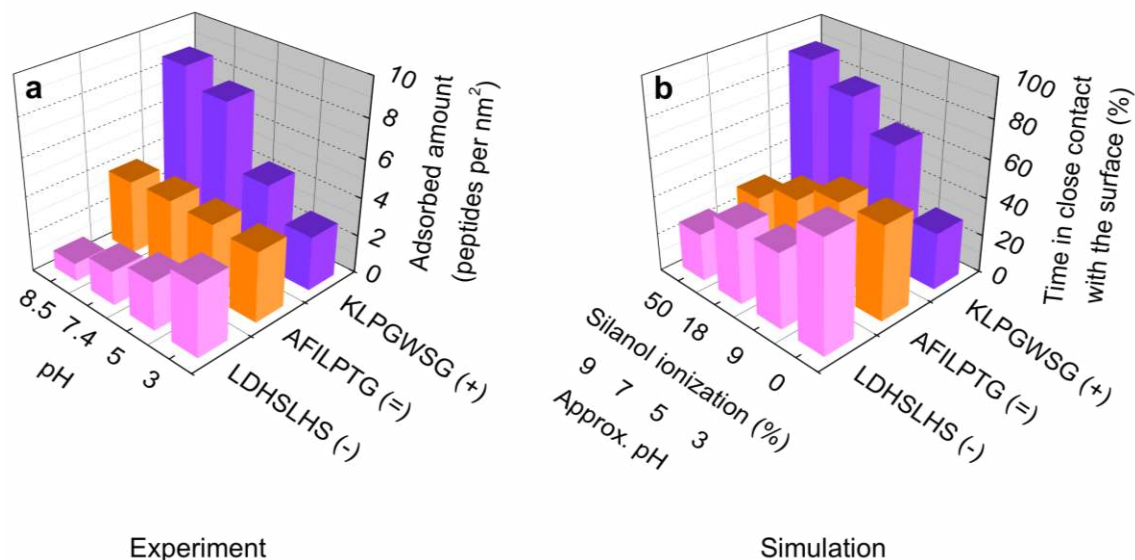 a
10
8
6
4
2
0
Adsorbed amount
(peptides per nm²)
8.5
7.4
5
3
pH
KLPGWSG (+)
AFILPTG (=)
LDHSLHS (-)
Experiment
b
100
80
60
40
20
0
Time in close contact
with the surface (%)
50
18
9
0
Silanol ionization (%)
9
7
5
3
Approx. pH
KLPGWSG (+)
AFILPTG (=)
LDHSLHS (-)
Simulation